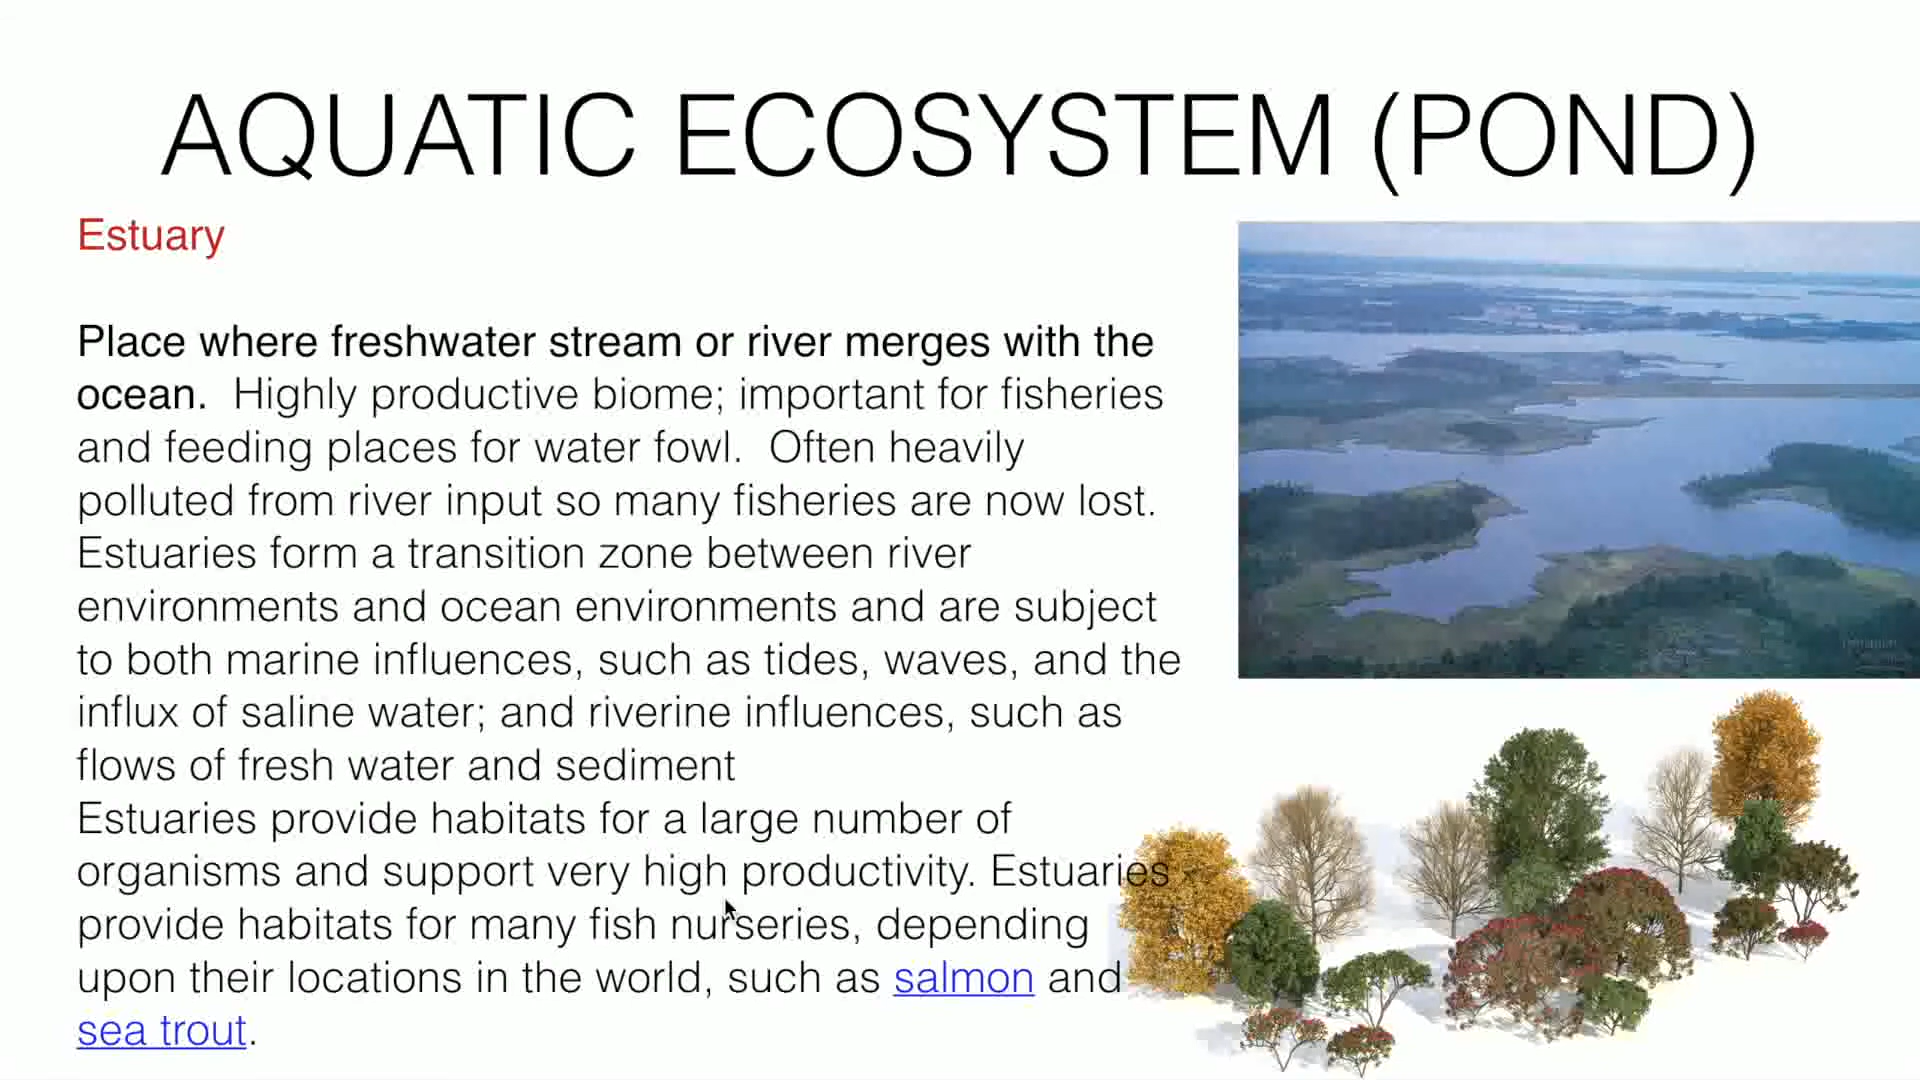 AQUATIC ECOSYSTEM (POND)
Estuary
Place where freshwater stream or river merges with the
ocean.  Highly productive biome; important for fisheries
and feeding places for water fowl.  Often heavily
polluted from river input so many fisheries are now lost.
Estuaries form a transition zone between river
environments and ocean environments and are subject
to both marine influences, such as tides, waves, and the
influx of saline water; and riverine influences, such as
flows of fresh water and sediment
Estuaries provide habitats for a large number of
organisms and support very high productivity. Estuaries
provide habitats for many fish nurseries, depending
upon their locations in the world, such as salmon and
sea trout.